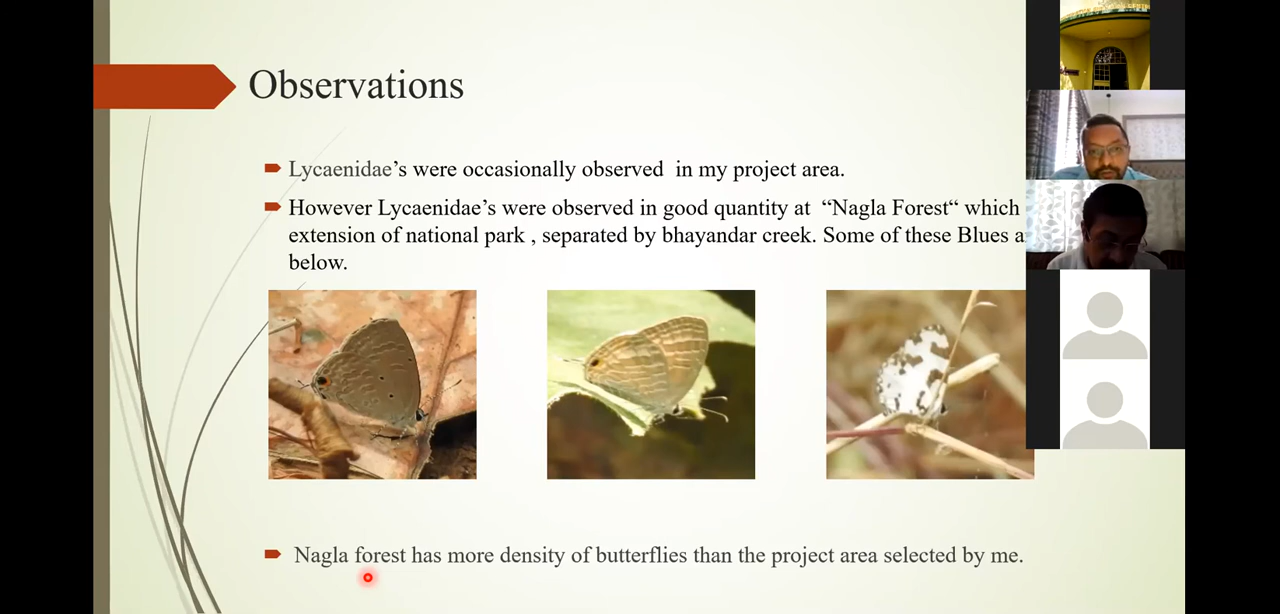 Observations
Lycaenidae’s were occasionally observed in my project area.
However Lycaenidae’s were observed in good quantity at “Nagla Forest“ which
extension of national park , separated by bhayandar creek. Some of these Blues
below.
Nagla forest has more density of butterflies than the project area selected by me.